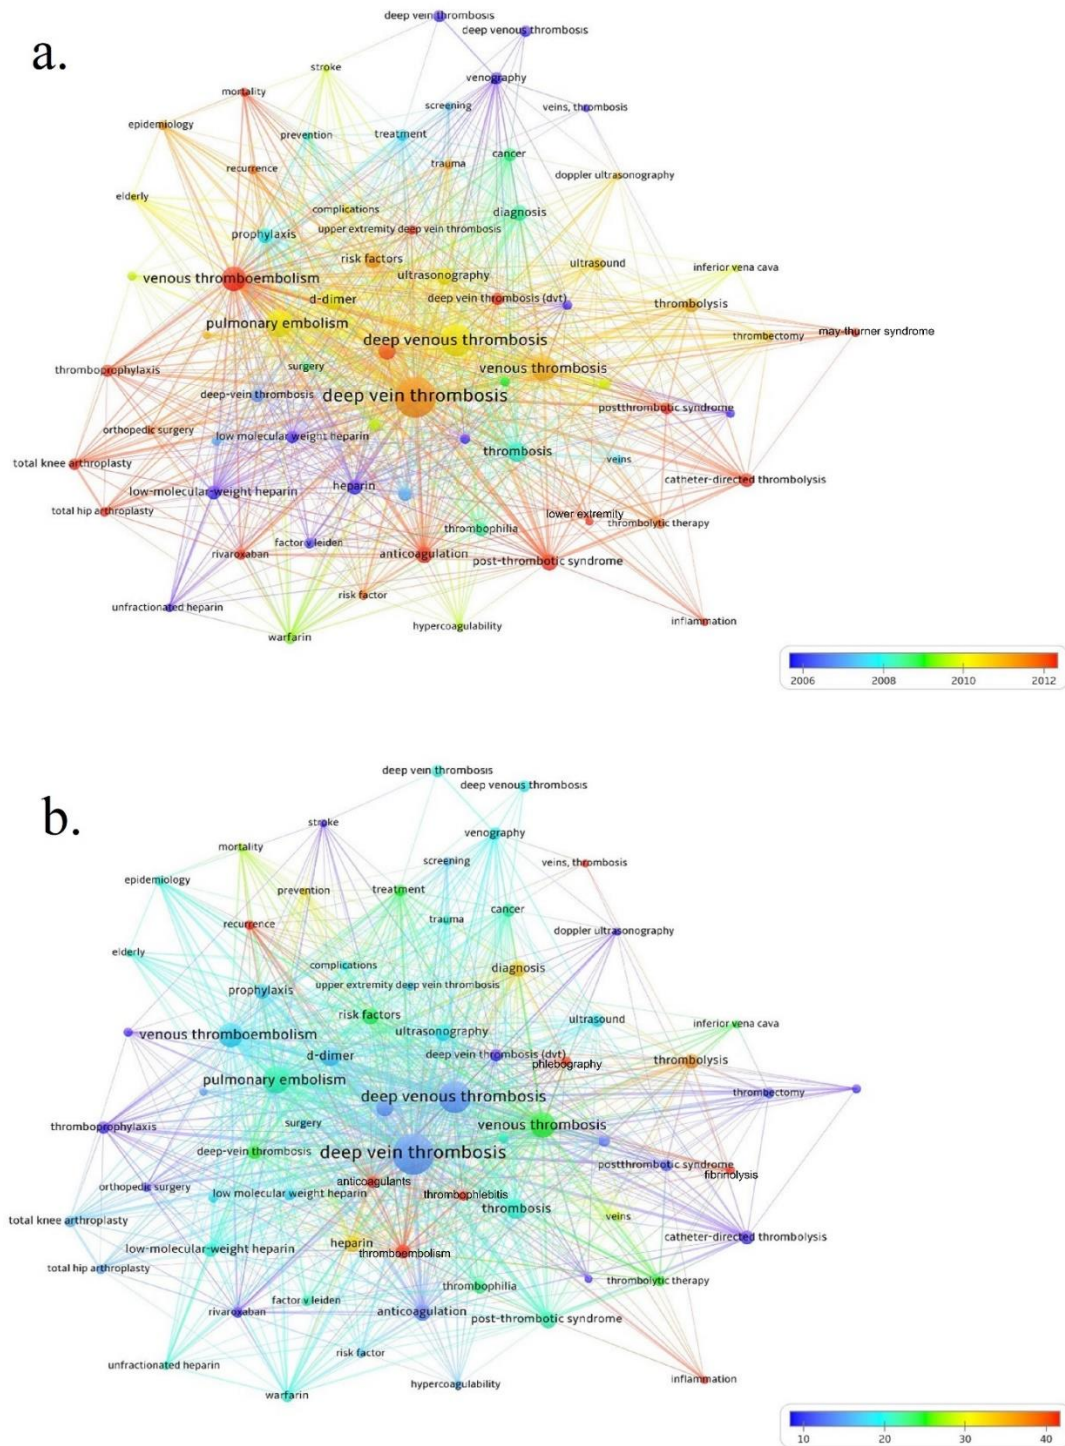 deep vein thrombosis
deep venous thrombosis
a.
stroke
venography
mortality
screening
veins, thrombosis
epidemiology
prevention
treatment
cancer
recurrence
trauma
doppler ultrasonography
elderly
complications
diagnosis
prophylaxis
upper extremity deep vein thrombosis
risk factors
ultrasound
inferior vena cava
venous thromboembolism
ultrasonography
d-dimer
deep vein thrombosis (dvt)
thrombolysis
pulmonary embolism
deep venous thrombosis
thrombectomy
may-thurner syndrome
surgery
venous thrombosis
thromboprophylaxis
deep-vein thrombosis
deep vein thrombosis
postthrombotic syndrome
orthopedic surgery
low molecular weight heparin
thrombosis
veins
total knee arthroplasty
catheter-directed thrombolysis
low-molecular-weight heparin
heparin
total hip arthroplasty
lower extremity
thrombophilia
thrombolytic therapy
factor v leiden
rivaroxaban
anticoagulation
post-thrombotic syndrome
risk factor
unfractionated heparin
warfarin
hypercoagulability
inflammation
2006 2008 2010 2012
deep vein thrombosis
deep venous thrombosis
b.
stroke
venography
mortality
screening
veins, thrombosis
epidemiology
prevention
treatment
cancer
recurrence
trauma
doppler ultrasonography
elderly
complications
diagnosis
prophylaxis
upper extremity deep vein thrombosis
risk factors
ultrasound
inferior vena cava
venous thromboembolism
ultrasonography
d-dimer
deep vein thrombosis (dvt)
phlebography
thrombolysis
pulmonary embolism
deep venous thrombosis
thrombectomy
surgery
venous thrombosis
thromboprophylaxis
deep-vein thrombosis
deep vein thrombosis
postthrombotic syndrome
fibrinolysis
anticoagulants
orthopedic surgery
low molecular weight heparin
thrombophlebitis
thrombosis
veins
total knee arthroplasty
catheter-directed thrombolysis
low-molecular-weight heparin
heparin
thromboembolism
total hip arthroplasty
thrombophilia
thrombolytic therapy
factor v leiden
rivaroxaban
anticoagulation
post-thrombotic syndrome
risk factor
unfractionated heparin
warfarin
hypercoagulability
inflammation
10 20 30 40